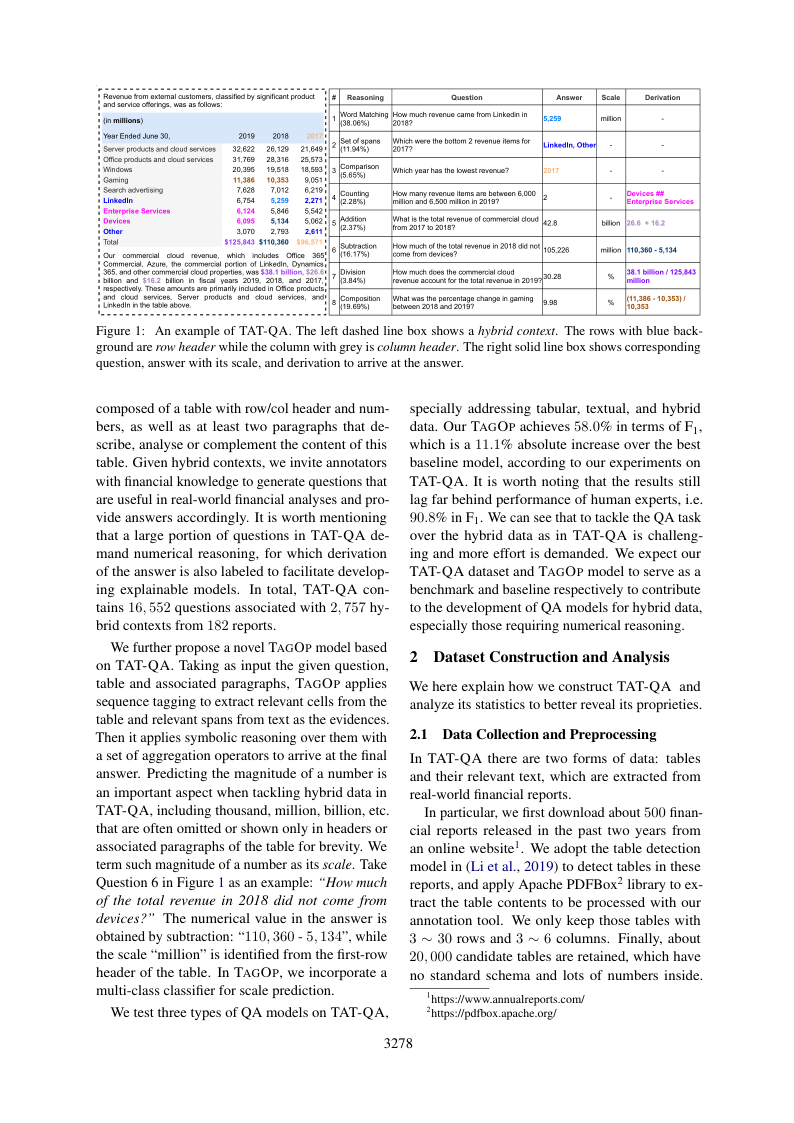 Revenue from external customers, classified by significant product
and service offerings, was as follows:
(in millions)
Year Ended June 30, 2019 2018 2017
Server products and cloud services 32,622 26,129 21,649
Office products and cloud services 31,769 28,316 25,573
Windows 20,395 19,518 18,593
Gaming 11,386 10,353 9,051
Search advertising 7,628 7,012 6,219
LinkedIn 6,754 5,259 2,271
Enterprise Services 6,124 5,846 5,542
Devices 6,095 5,134 5,062
Other 3,070 2,793 2,611
Total $125,843 $110,360 $96,571
Our commercial cloud revenue, which includes Office 365
Commercial, Azure, the commercial portion of LinkedIn, Dynamics
365, and other commercial cloud properties, was $38.1 billion, $26.6
billion and $16.2 billion in fiscal years 2019, 2018, and 2017,
respectively. These amounts are primarily included in Office products
and cloud services, Server products and cloud services, and
LinkedIn in the table above.
# Reasoning Question Answer Scale Derivation
1 Word Matching (38.06%) How much revenue came from Linkedin in 2018? 5,259 million -
2 Set of spans (11.94%) Which were the bottom 2 revenue items for 2017? LinkedIn, Other - -
3 Comparison (5.65%) Which year has the lowest revenue? 2017 - -
4 Counting (2.28%) How many revenue items are between 6,000 million and 6,500 million in 2019? 2 - Devices ## Enterprise Services
5 Addition (2.37%) What is the total revenue of commercial cloud from 2017 to 2018? 42.8 billion 26.6 + 16.2
6 Subtraction (16.17%) How much of the total revenue in 2018 did not come from devices? 105,226 million 110,360 - 5,134
7 Division (3.84%) How much does the commercial cloud revenue account for the total revenue in 2019? 30.28 % 38.1 billion / 125,843 million
8 Composition (19.69%) What was the percentage change in gaming between 2018 and 2019? 9.98 % (11,386 - 10,353) / 10,353
Figure 1: An example of TAT-QA. The left dashed line box shows a hybrid context. The rows with blue back-
ground are row header while the column with grey is column header. The right solid line box shows corresponding
question, answer with its scale, and derivation to arrive at the answer.
composed of a table with row/col header and num-
bers, as well as at least two paragraphs that de-
scribe, analyse or complement the content of this
table. Given hybrid contexts, we invite annotators
with financial knowledge to generate questions that
are useful in real-world financial analyses and pro-
vide answers accordingly. It is worth mentioning
that a large portion of questions in TAT-QA de-
mand numerical reasoning, for which derivation
of the answer is also labeled to facilitate develop-
ing explainable models. In total, TAT-QA con-
tains 16,552 questions associated with 2,757 hy-
brid contexts from 182 reports.
We further propose a novel TAGOP model based
on TAT-QA. Taking as input the given question,
table and associated paragraphs, TAGOP applies
sequence tagging to extract relevant cells from the
table and relevant spans from text as the evidences.
Then it applies symbolic reasoning over them with
a set of aggregation operators to arrive at the final
answer. Predicting the magnitude of a number is
an important aspect when tackling hybrid data in
TAT-QA, including thousand, million, billion, etc.
that are often omitted or shown only in headers or
associated paragraphs of the table for brevity. We
term such magnitude of a number as its scale. Take
Question 6 in Figure 1 as an example: “How much
of the total revenue in 2018 did not come from
devices?” The numerical value in the answer is
obtained by subtraction: “110,360 - 5,134”, while
the scale “million” is identified from the first-row
header of the table. In TAGOP, we incorporate a
multi-class classifier for scale prediction.
We test three types of QA models on TAT-QA,
specially addressing tabular, textual, and hybrid
data. Our TAGOP achieves 58.0% in terms of F1,
which is a 11.1% absolute increase over the best
baseline model, according to our experiments on
TAT-QA. It is worth noting that the results still
lag far behind performance of human experts, i.e.
90.8% in F1. We can see that to tackle the QA task
over the hybrid data as in TAT-QA is challeng-
ing and more effort is demanded. We expect our
TAT-QA dataset and TAGOP model to serve as a
benchmark and baseline respectively to contribute
to the development of QA models for hybrid data,
especially those requiring numerical reasoning.
2 Dataset Construction and Analysis
We here explain how we construct TAT-QA and
analyze its statistics to better reveal its proprieties.
2.1 Data Collection and Preprocessing
In TAT-QA there are two forms of data: tables
and their relevant text, which are extracted from
real-world financial reports.
In particular, we first download about 500 finan-
cial reports released in the past two years from
an online website1. We adopt the table detection
model in (Li et al., 2019) to detect tables in these
reports, and apply Apache PDFBox2 library to ex-
tract the table contents to be processed with our
annotation tool. We only keep those tables with
3 ∼ 30 rows and 3 ∼ 6 columns. Finally, about
20,000 candidate tables are retained, which have
no standard schema and lots of numbers inside.
1https://www.annualreports.com/
2https://pdfbox.apache.org/
3278